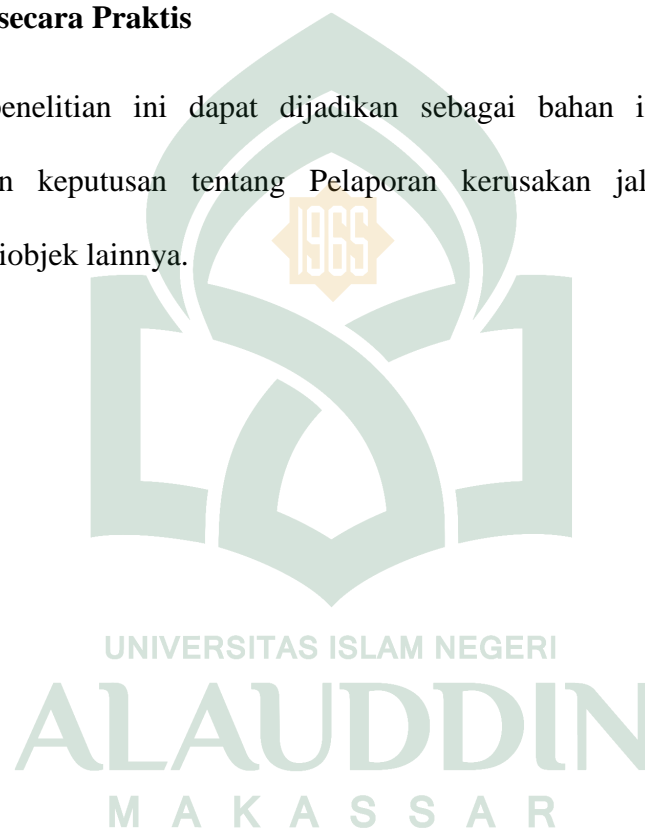 secara Praktis
penelitian ini dapat dijadikan sebagai bahan i
n keputusan tentang Pelaporan kerusakan jal
iobjek lainnya.
1965
UNIVERSITAS ISLAM NEGERI
ALAUDDIN
MAKASSAR